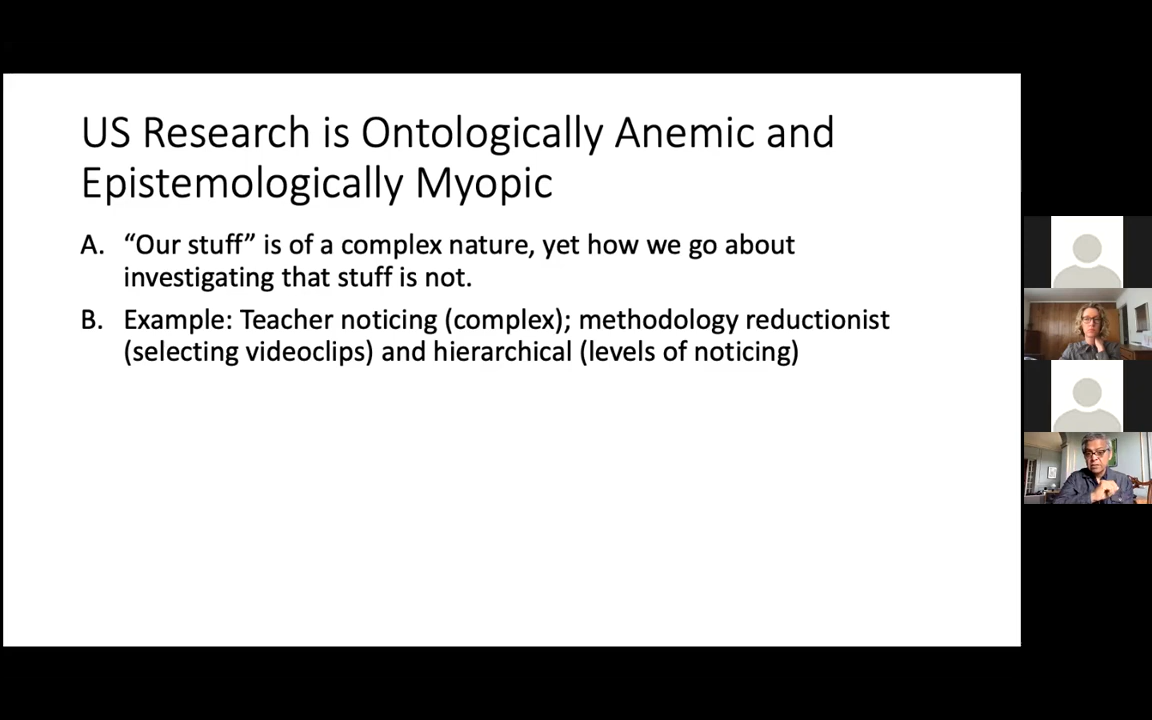 US Research is Ontologically Anemic and
Epistemologically Myopic
A. “Our stuff” is of a complex nature, yet how we go about
investigating that stuff is not.
B. Example: Teacher noticing (complex); methodology reductionist
(selecting videoclips) and hierarchical (levels of noticing)